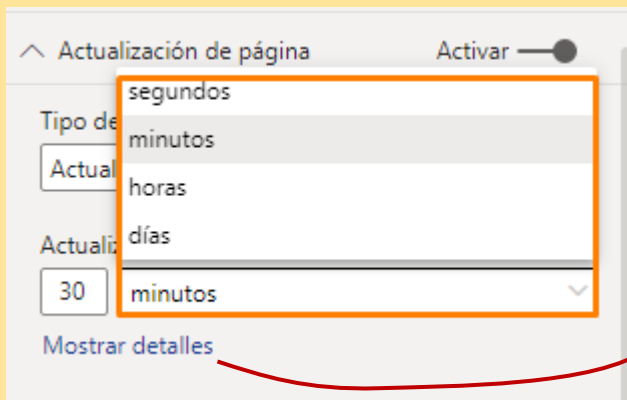 Actualización de página Activar
segundos
Tipo de
minutos
Actual
horas
Actualiz
días
30 minutos
Mostrar detalles